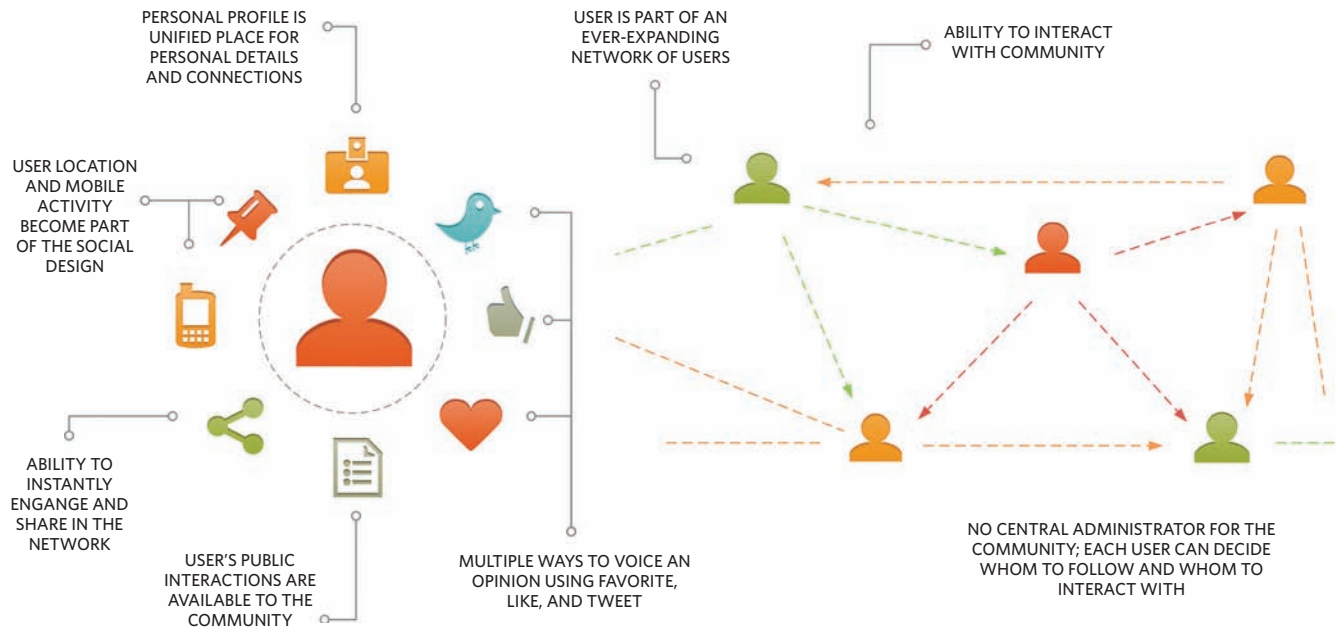 PERSONAL PROFILE IS
UNIFIED PLACE FOR
PERSONAL DETAILS
AND CONNECTIONS
USER IS PART OF AN
EVER-EXPANDING
NETWORK OF USERS
ABILITY TO INTERACT
WITH COMMUNITY
USER LOCATION
AND MOBILE
ACTIVITY
BECOME PART
OF THE SOCIAL
DESIGN
ABILITY TO
INSTANTLY
ENGANGE AND
SHARE IN THE
NETWORK
USER'S PUBLIC
INTERACTIONS ARE
AVAILABLE TO THE
COMMUNITY
MULTIPLE WAYS TO VOICE AN
OPINION USING FAVORITE,
LIKE, AND TWEET
NO CENTRAL ADMINISTRATOR FOR THE
COMMUNITY; EACH USER CAN DECIDE
WHOM TO FOLLOW AND WHOM TO
INTERACT WITH